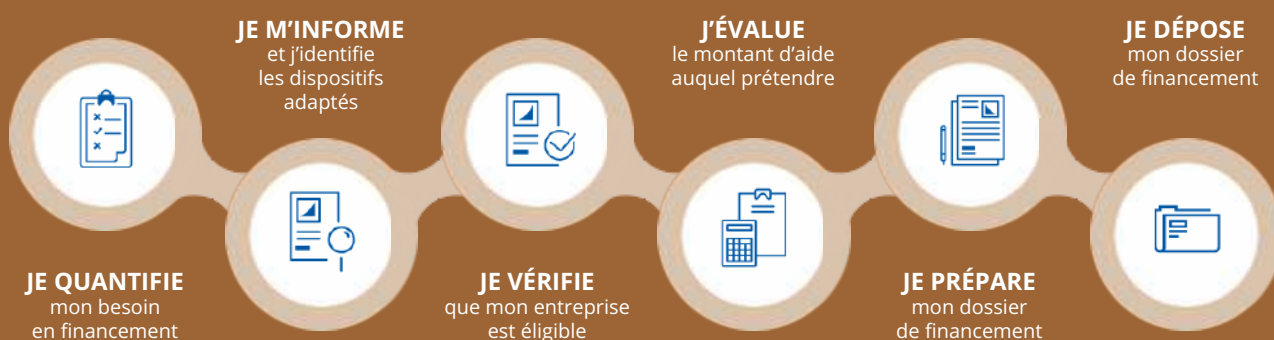 JE QUANTIFIE
mon besoin
en financement
JE M'INFORME
et j'identifie
les dispositifs
adaptés
JE VÉRIFIE
que mon entreprise
est éligible
J'ÉVALUE
le montant d'aide
auquel prétendre
JE PRÉPARE
mon dossier
de financement
JE DÉPOSE
mon dossier
de financement